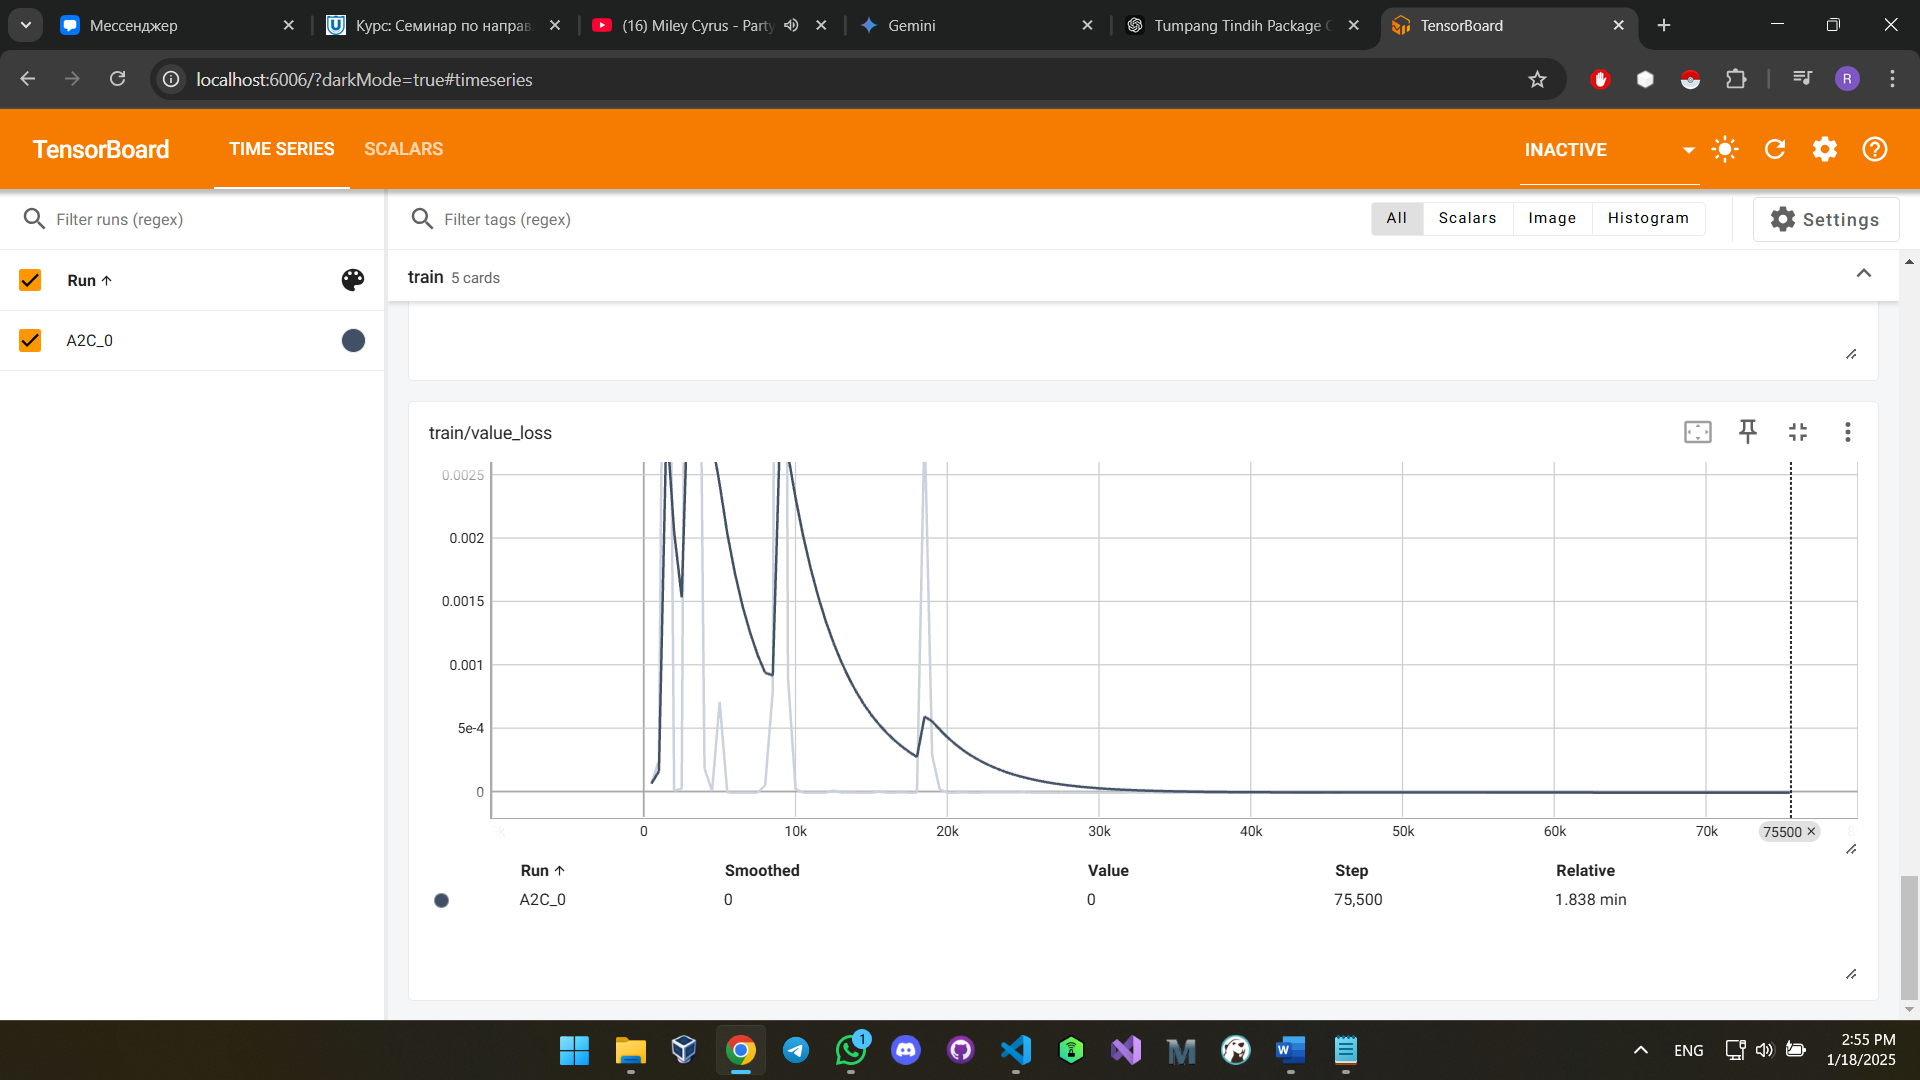 Мессенджер
Курс: Семинар по направ
(16) Miley Cyrus - Party
Gemini
Tumpang Tindih Package C
TensorBoard
localhost:6006/?darkMode=true#timeseries
R
TensorBoard
TIME SERIES
SCALARS
INACTIVE
Filter runs (regex)
Filter tags (regex)
All
Scalars
Image
Histogram
Settings
Run
train 5 cards
A2C_0
train/value_loss
0.0025
0.002
0.0015
0.001
5e-4
0
0
10k
20k
30k
40k
50k
60k
70k
75500
Run
Smoothed
Value
Step
Relative
A2C_0
0
0
75,500
1.838 min
1
ENG
2:55 PM
1/18/2025